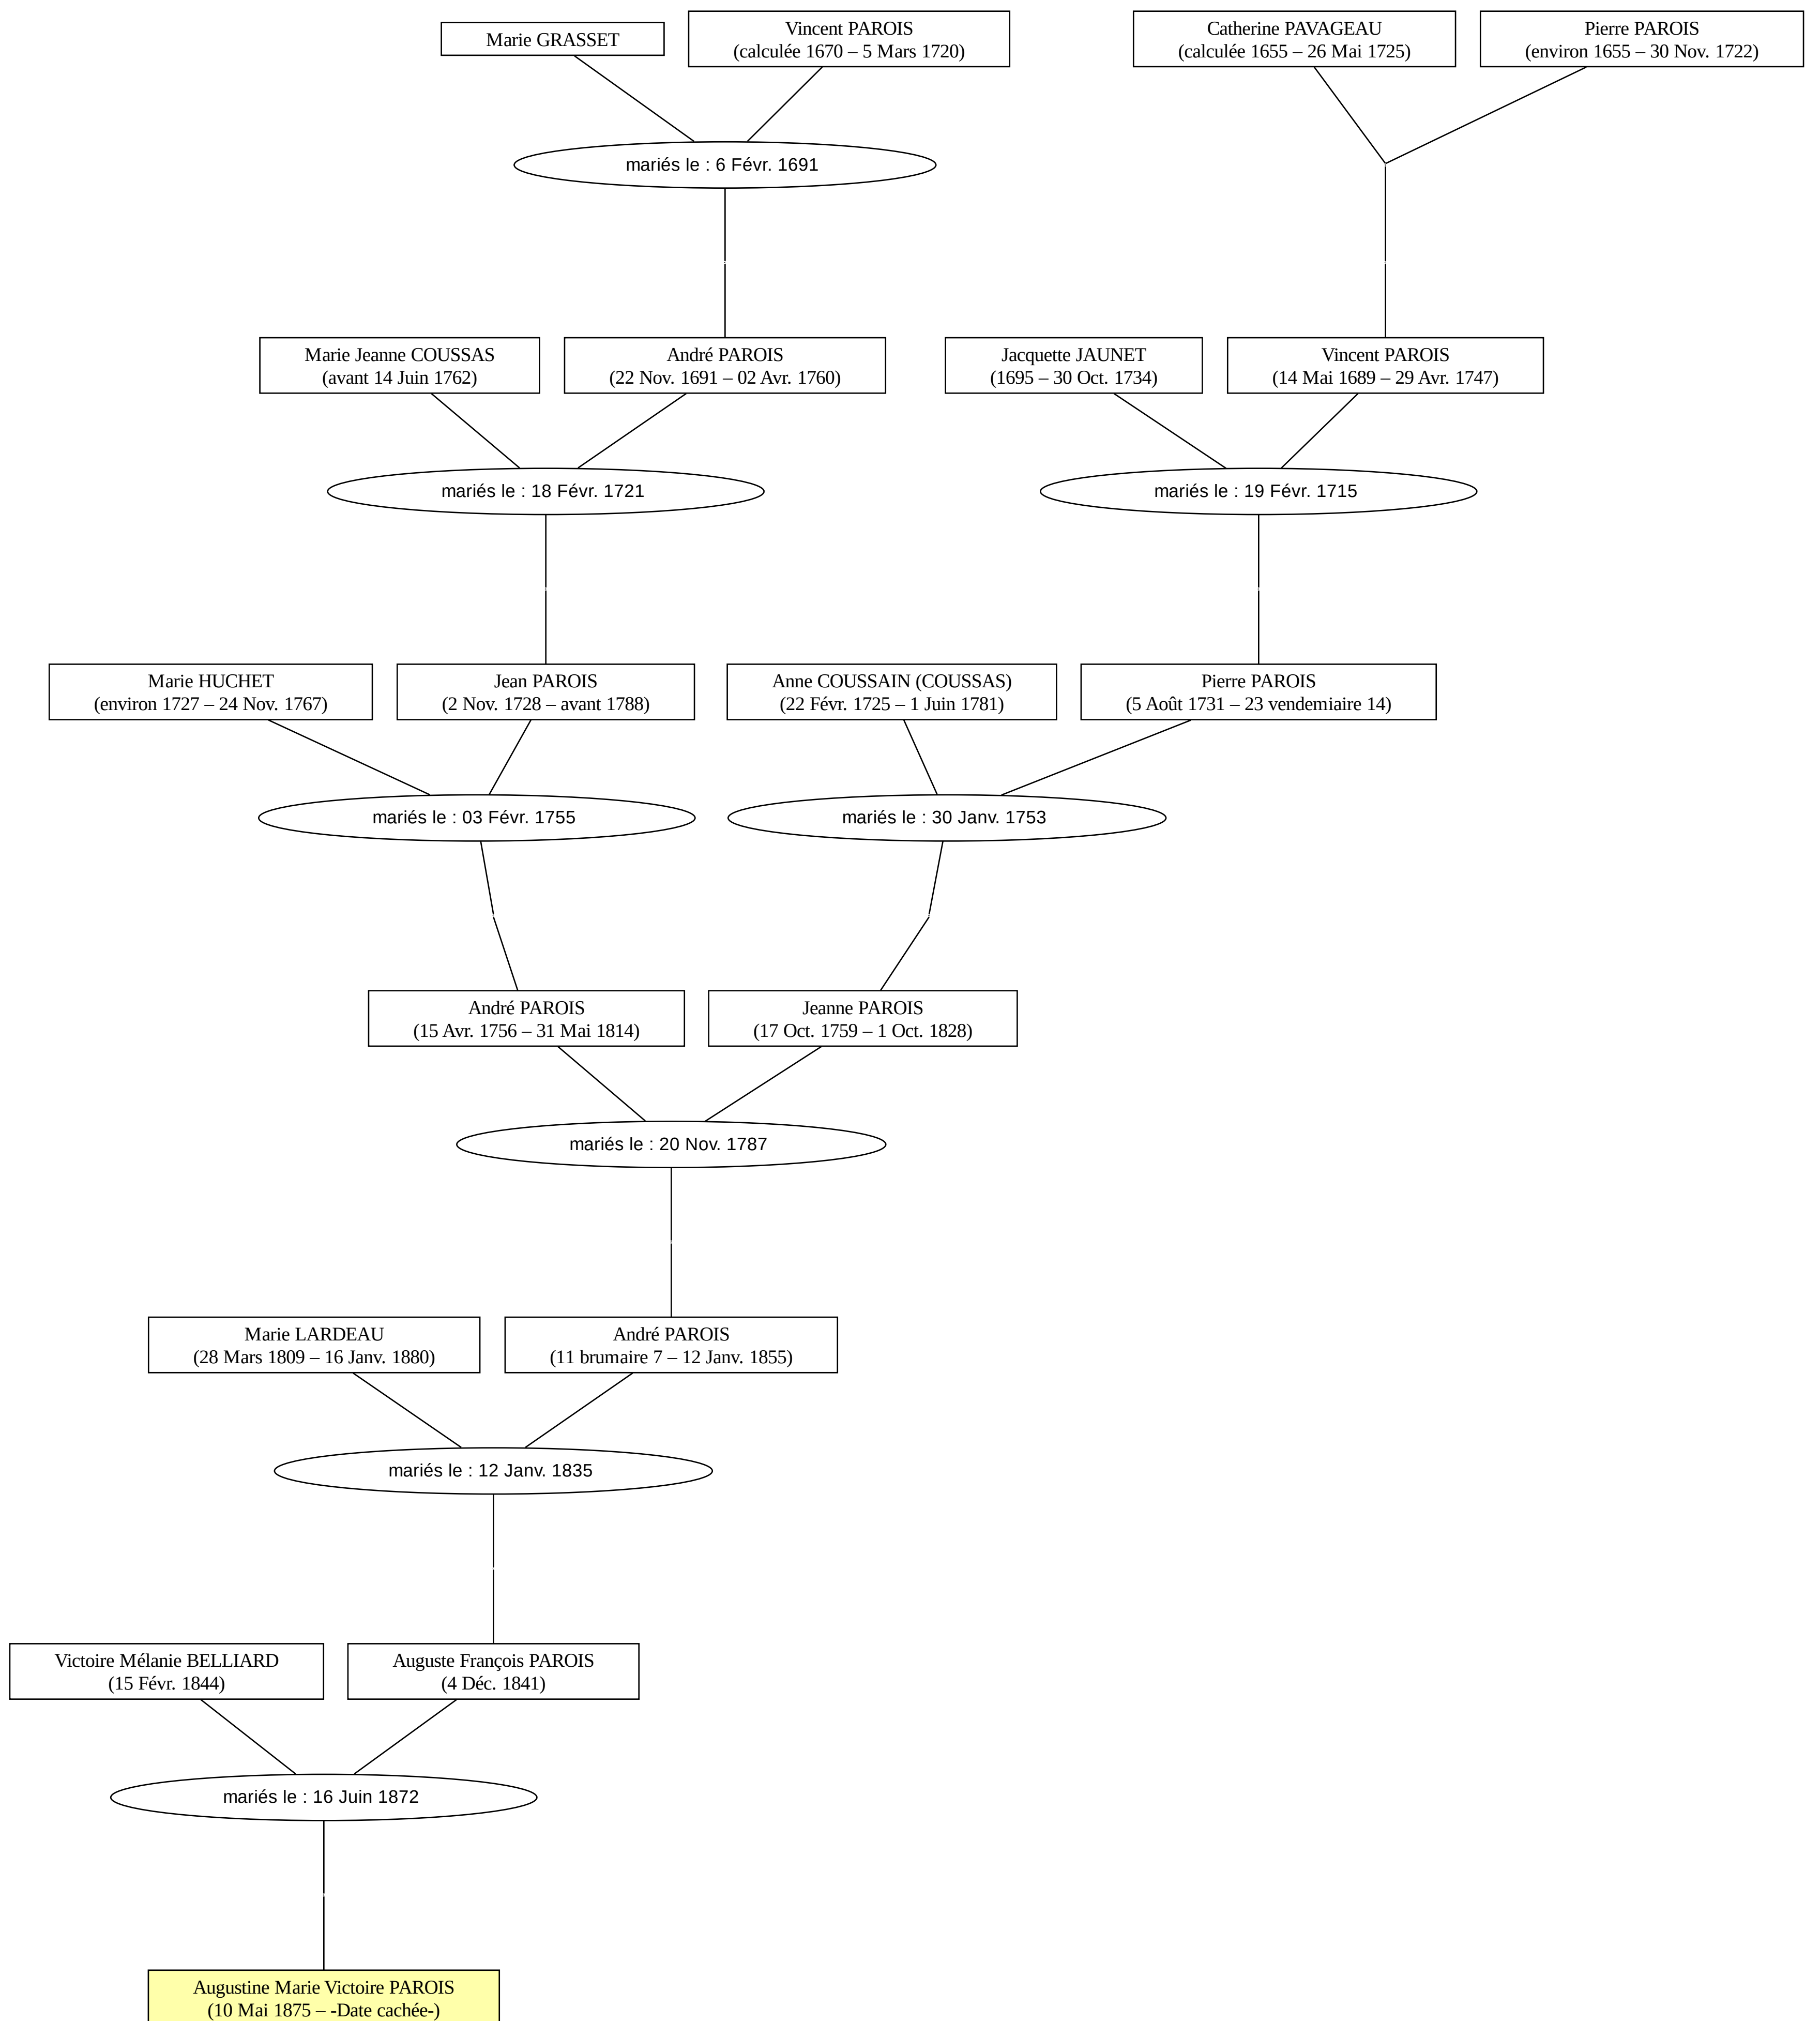 Marie GRASSET
Vincent PAROIS
(calculée 1670 – 5 Mars 1720)
Catherine PAVAGEAU
(calculée 1655 – 26 Mai 1725)
Pierre PAROIS
(environ 1655 – 30 Nov. 1722)
mariés le : 6 Févr. 1691
Marie Jeanne COUSSAS
(avant 14 Juin 1762)
André PAROIS
(22 Nov. 1691 – 02 Avr. 1760)
Jacquette JAUNET
(1695 – 30 Oct. 1734)
Vincent PAROIS
(14 Mai 1689 – 29 Avr. 1747)
mariés le : 18 Févr. 1721
mariés le : 19 Févr. 1715
Marie HUCHET
(environ 1727 – 24 Nov. 1767)
Jean PAROIS
(2 Nov. 1728 – avant 1788)
Anne COUSSAIN (COUSSAS)
(22 Févr. 1725 – 1 Juin 1781)
Pierre PAROIS
(5 Août 1731 – 23 vendemiaire 14)
mariés le : 03 Févr. 1755
mariés le : 30 Janv. 1753
André PAROIS
(15 Avr. 1756 – 31 Mai 1814)
Jeanne PAROIS
(17 Oct. 1759 – 1 Oct. 1828)
mariés le : 20 Nov. 1787
Marie LARDEAU
(28 Mars 1809 – 16 Janv. 1880)
André PAROIS
(11 brumaire 7 – 12 Janv. 1855)
mariés le : 12 Janv. 1835
Victoire Mélanie BELLIARD
(15 Févr. 1844)
Auguste François PAROIS
(4 Déc. 1841)
mariés le : 16 Juin 1872
Augustine Marie Victoire PAROIS
(10 Mai 1875 – -Date cachée-)